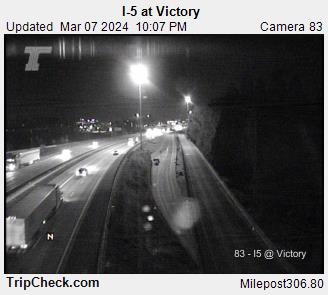 I-5 at Victory
Updated Mar 07 2024 10:07 PM Camera 83
T
N
83 - I5 @ Victory
TripCheck.com Milepost306.80